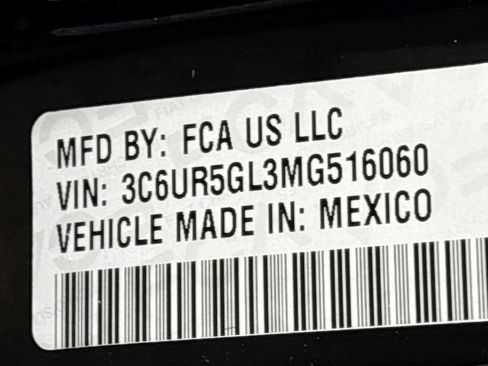 MFD BY: FCA US LLC
VIN: 3C6UR5GL3MG516060
VEHICLE MADE IN: MEXICO